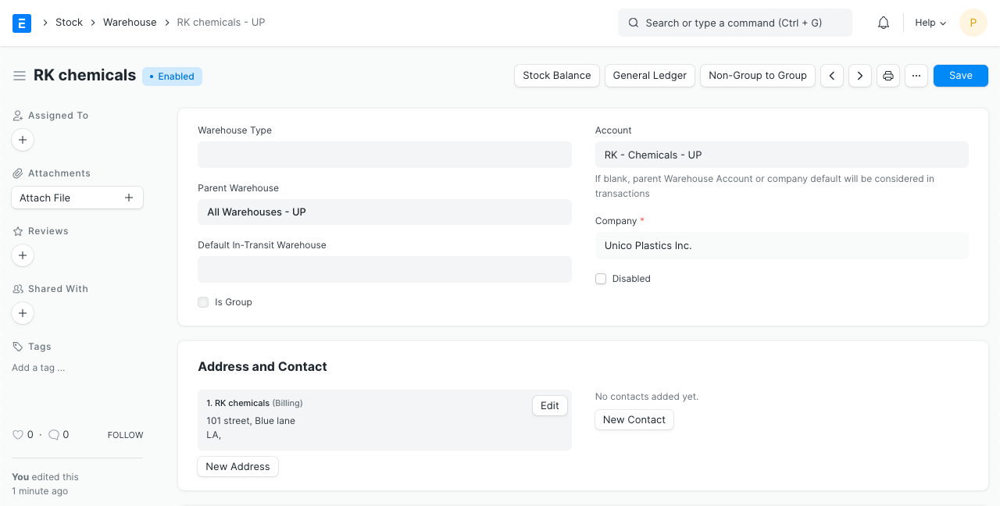 Stock
Warehouse
RK chemicals - UP
Search or type a command (Ctrl + G)
Help
P
RK chemicals
Enabled
Stock Balance
General Ledger
Non-Group to Group
Save
Assigned To
Attachments
Attach File
Reviews
Shared With
Tags
Add a tag ...
0 · 0
FOLLOW
You edited this
1 minute ago
Warehouse Type
Parent Warehouse
All Warehouses - UP
Default In-Transit Warehouse
Is Group
Account
RK - Chemicals - UP
If blank, parent Warehouse Account or company default will be considered in
transactions
Company *
Unico Plastics Inc.
Disabled
Address and Contact
1. RK chemicals (Billing)
Edit
101 street, Blue lane
LA,
New Address
No contacts added yet.
New Contact